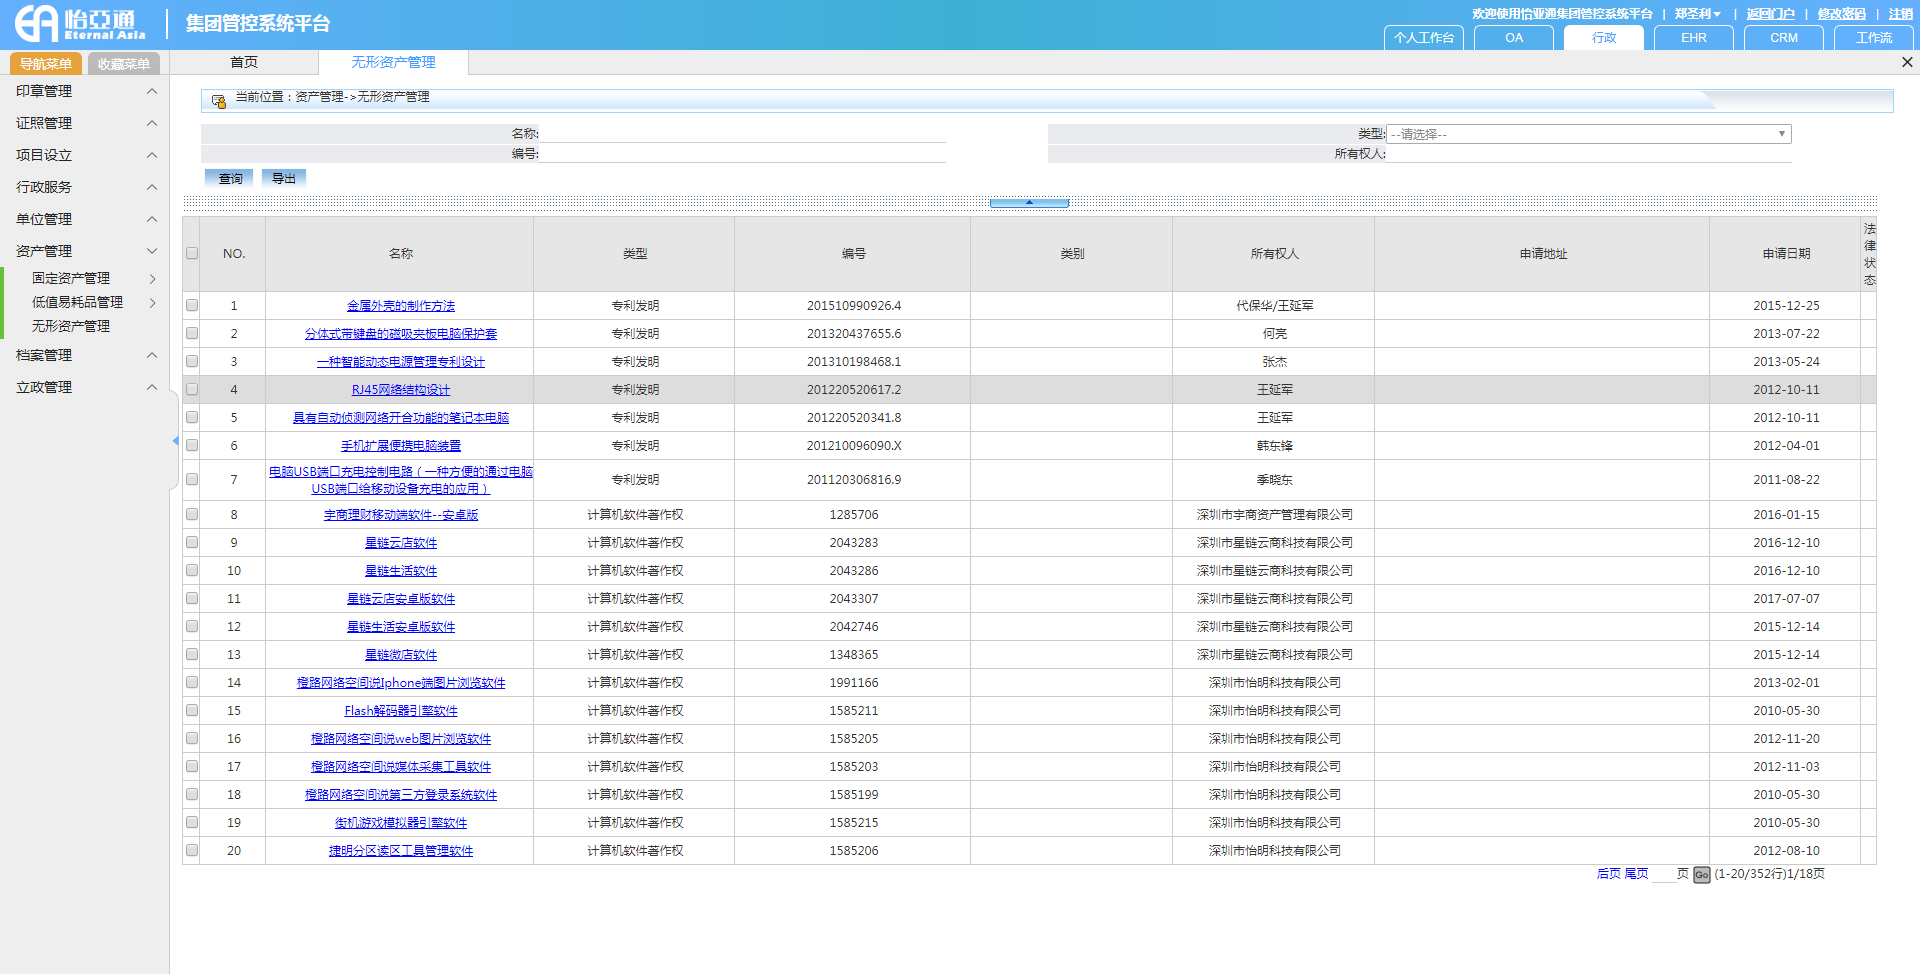 怡亞通
Eternal Asia
集团管控系统平台
欢迎使用怡亚通集团管控系统平台 | 郑圣利 | 返回门户 | 修改密码 | 注销
个人工作台 OA 行政 EHR CRM 工作流
导航菜单 收藏菜单 首页 无形资产管理
印章管理
证照管理
项目设立
行政服务
单位管理
资产管理
固定资产管理
低值易耗品管理
无形资产管理
档案管理
立政管理
当前位置：资产管理->无形资产管理
名称: 类型: --请选择--
编号: 所有权人:
查询 导出
NO. 名称 类型 编号 类别 所有权人 申请地址 申请日期 法律状态
1 金属外壳的制作方法 专利发明 201510990926.4 代保华/王延军 2015-12-25
2 分体式带键盘的磁吸夹板电脑保护套 专利发明 201320437655.6 何亮 2013-07-22
3 一种智能动态电源管理专利设计 专利发明 201310198468.1 张杰 2013-05-24
4 RJ45网络结构设计 专利发明 201220520617.2 王延军 2012-10-11
5 具有自动侦测网络开合功能的笔记本电脑 专利发明 201220520341.8 王延军 2012-10-11
6 手机扩展便携电脑装置 专利发明 201210096090.X 韩东锋 2012-04-01
7 电脑USB端口充电控制电路（一种方便的通过电脑USB端口给移动设备充电的应用） 专利发明 201120306816.9 季晓东 2011-08-22
8 宇商理财移动端软件--安卓版 计算机软件著作权 1285706 深圳市宇商资产管理有限公司 2016-01-15
9 星链云店软件 计算机软件著作权 2043283 深圳市星链云商科技有限公司 2016-12-10
10 星链生活软件 计算机软件著作权 2043286 深圳市星链云商科技有限公司 2016-12-10
11 星链云店安卓版软件 计算机软件著作权 2043307 深圳市星链云商科技有限公司 2017-07-07
12 星链生活安卓版软件 计算机软件著作权 2042746 深圳市星链云商科技有限公司 2015-12-14
13 星链微店软件 计算机软件著作权 1348365 深圳市星链云商科技有限公司 2015-12-14
14 橙路网络空间说Iphone端图片浏览软件 计算机软件著作权 1991166 深圳市怡明科技有限公司 2013-02-01
15 Flash解码器引擎软件 计算机软件著作权 1585211 深圳市怡明科技有限公司 2010-05-30
16 橙路网络空间说web图片浏览软件 计算机软件著作权 1585205 深圳市怡明科技有限公司 2012-11-20
17 橙路网络空间说媒体采集工具软件 计算机软件著作权 1585203 深圳市怡明科技有限公司 2012-11-03
18 橙路网络空间说第三方登录系统软件 计算机软件著作权 1585199 深圳市怡明科技有限公司 2010-05-30
19 街机游戏模拟器引擎软件 计算机软件著作权 1585215 深圳市怡明科技有限公司 2010-05-30
20 捷明分区读区工具管理软件 计算机软件著作权 1585206 深圳市怡明科技有限公司 2012-08-10
后页 尾页 页 Go (1-20/352行)1/18页